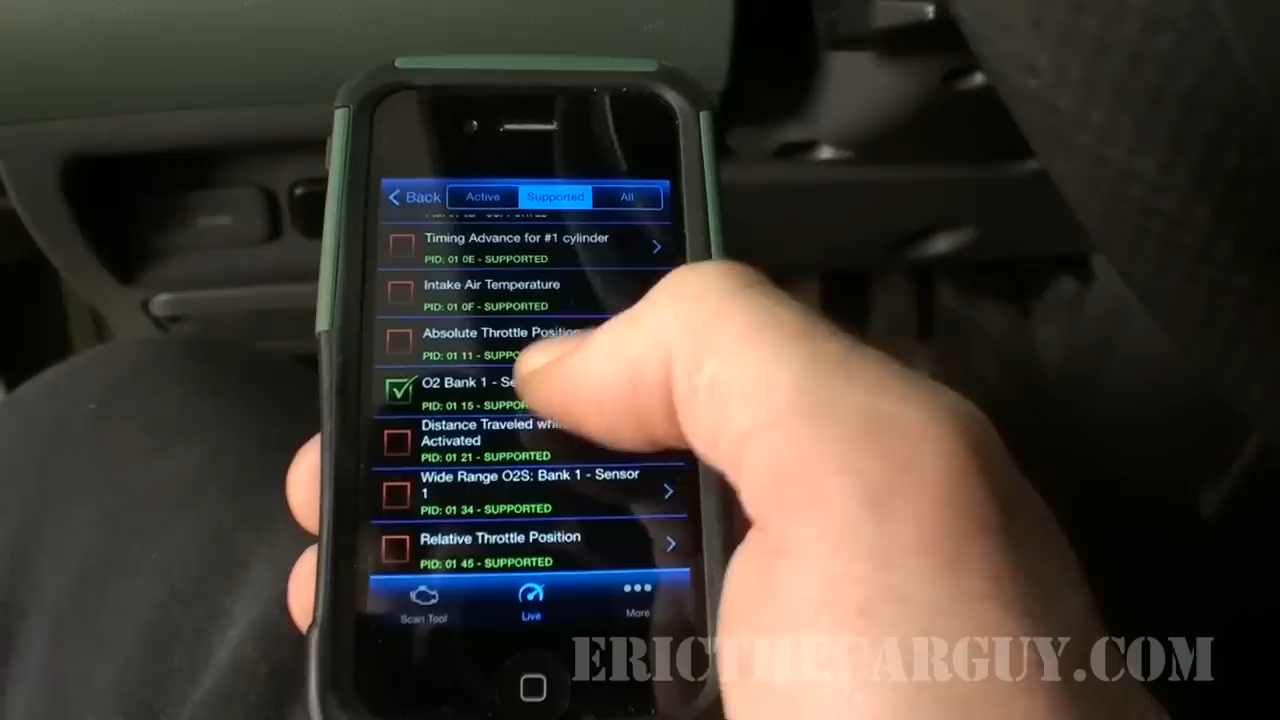 Back Active Supported All
Timing Advance for #1 cylinder
PID: 01 0E - SUPPORTED
Intake Air Temperature
PID: 01 0F - SUPPORTED
Absolute Throttle Position
PID: 01 11 - SUPPO
O2 Bank 1 - Se
PID: 01 15 - SUPPOR
Distance Traveled whi
Activated
PID: 01 21 - SUPPORTED
Wide Range O2S: Bank 1 - Sensor
1
PID: 01 34 - SUPPORTED
Relative Throttle Position
PID: 01 45 - SUPPORTED
Scan Tool Live More
ERICTHECARGUY.COM